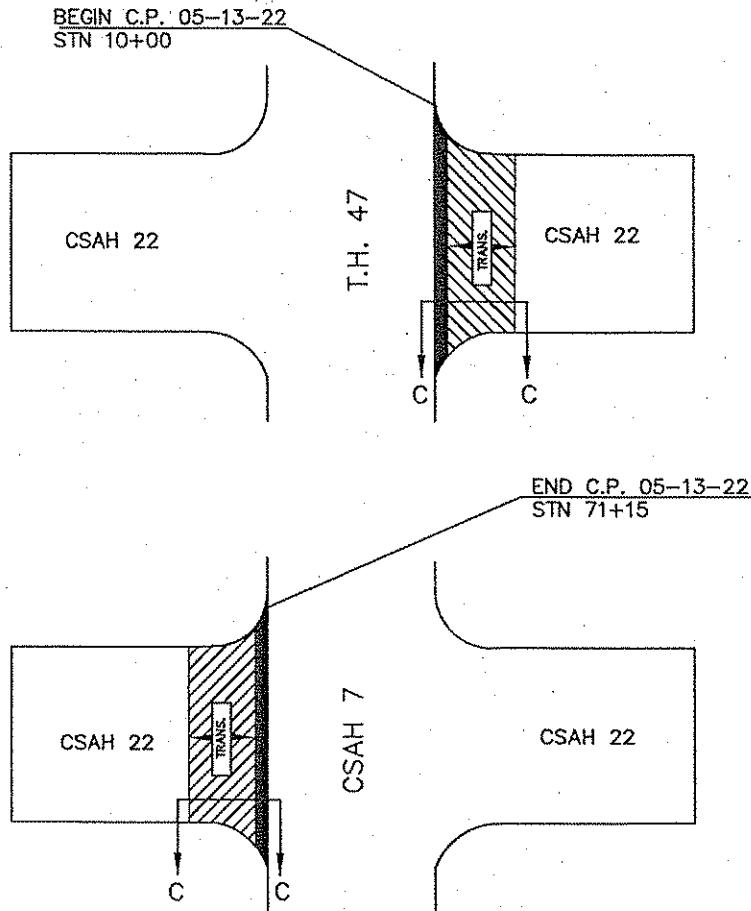 BEGIN C.P. 05-13-22
STN 10+00
CSAH 22
T.H. 47
TRANS.
CSAH 22
C
C
END C.P. 05-13-22
STN 71+15
CSAH 22
TRANS.
CSAH 7
CSAH 22
C
C